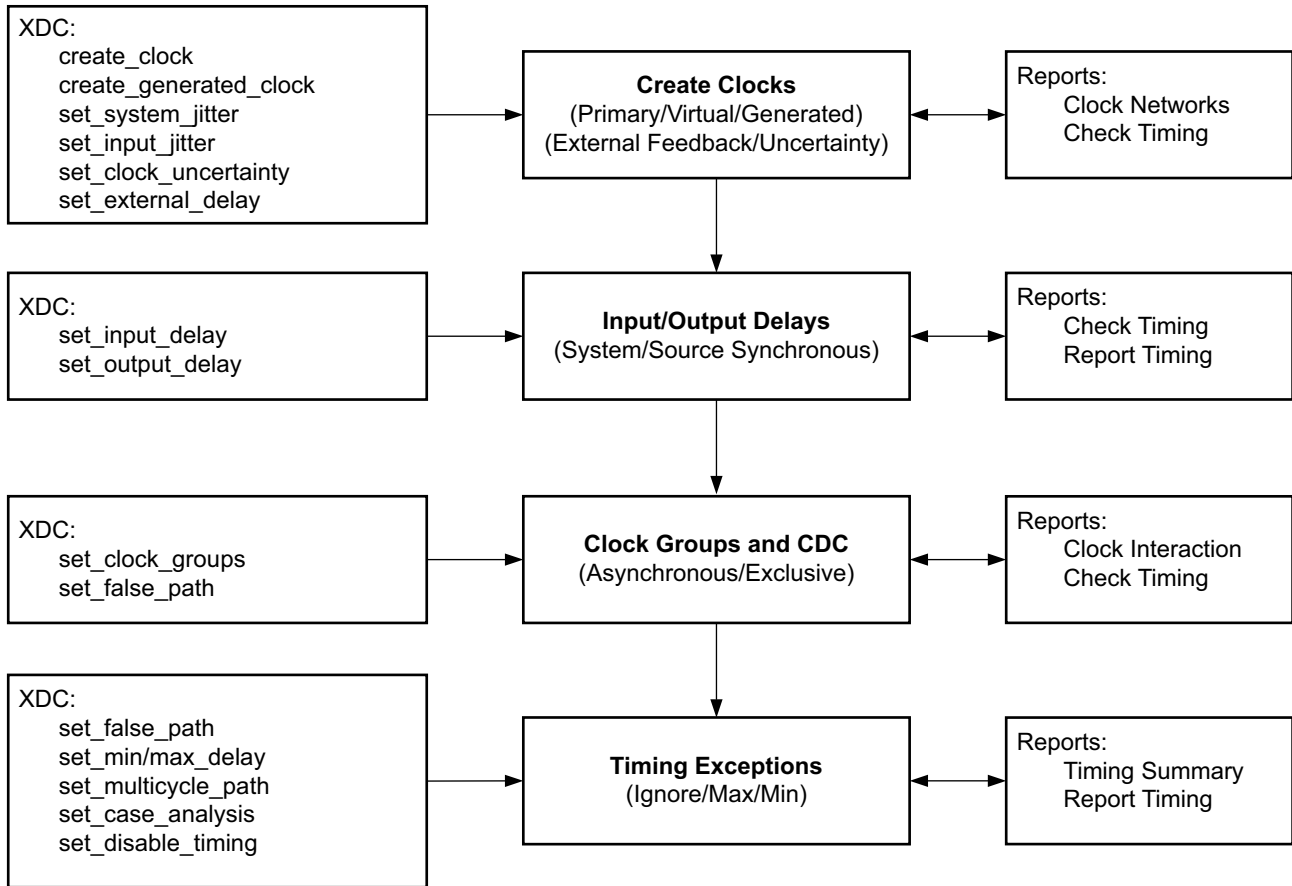 XDC:
create_clock
create_generated_clock
set_system_jitter
set_input_jitter
set_clock_uncertainty
set_external_delay
Create Clocks
(Primary/Virtual/Generated)
(External Feedback/Uncertainty)
Reports:
Clock Networks
Check Timing
XDC:
set_input_delay
set_output_delay
Input/Output Delays
(System/Source Synchronous)
Reports:
Check Timing
Report Timing
XDC:
set_clock_groups
set_false_path
Clock Groups and CDC
(Asynchronous/Exclusive)
Reports:
Clock Interaction
Check Timing
XDC:
set_false_path
set_min/max_delay
set_multicycle_path
set_case_analysis
set_disable_timing
Timing Exceptions
(Ignore/Max/Min)
Reports:
Timing Summary
Report Timing